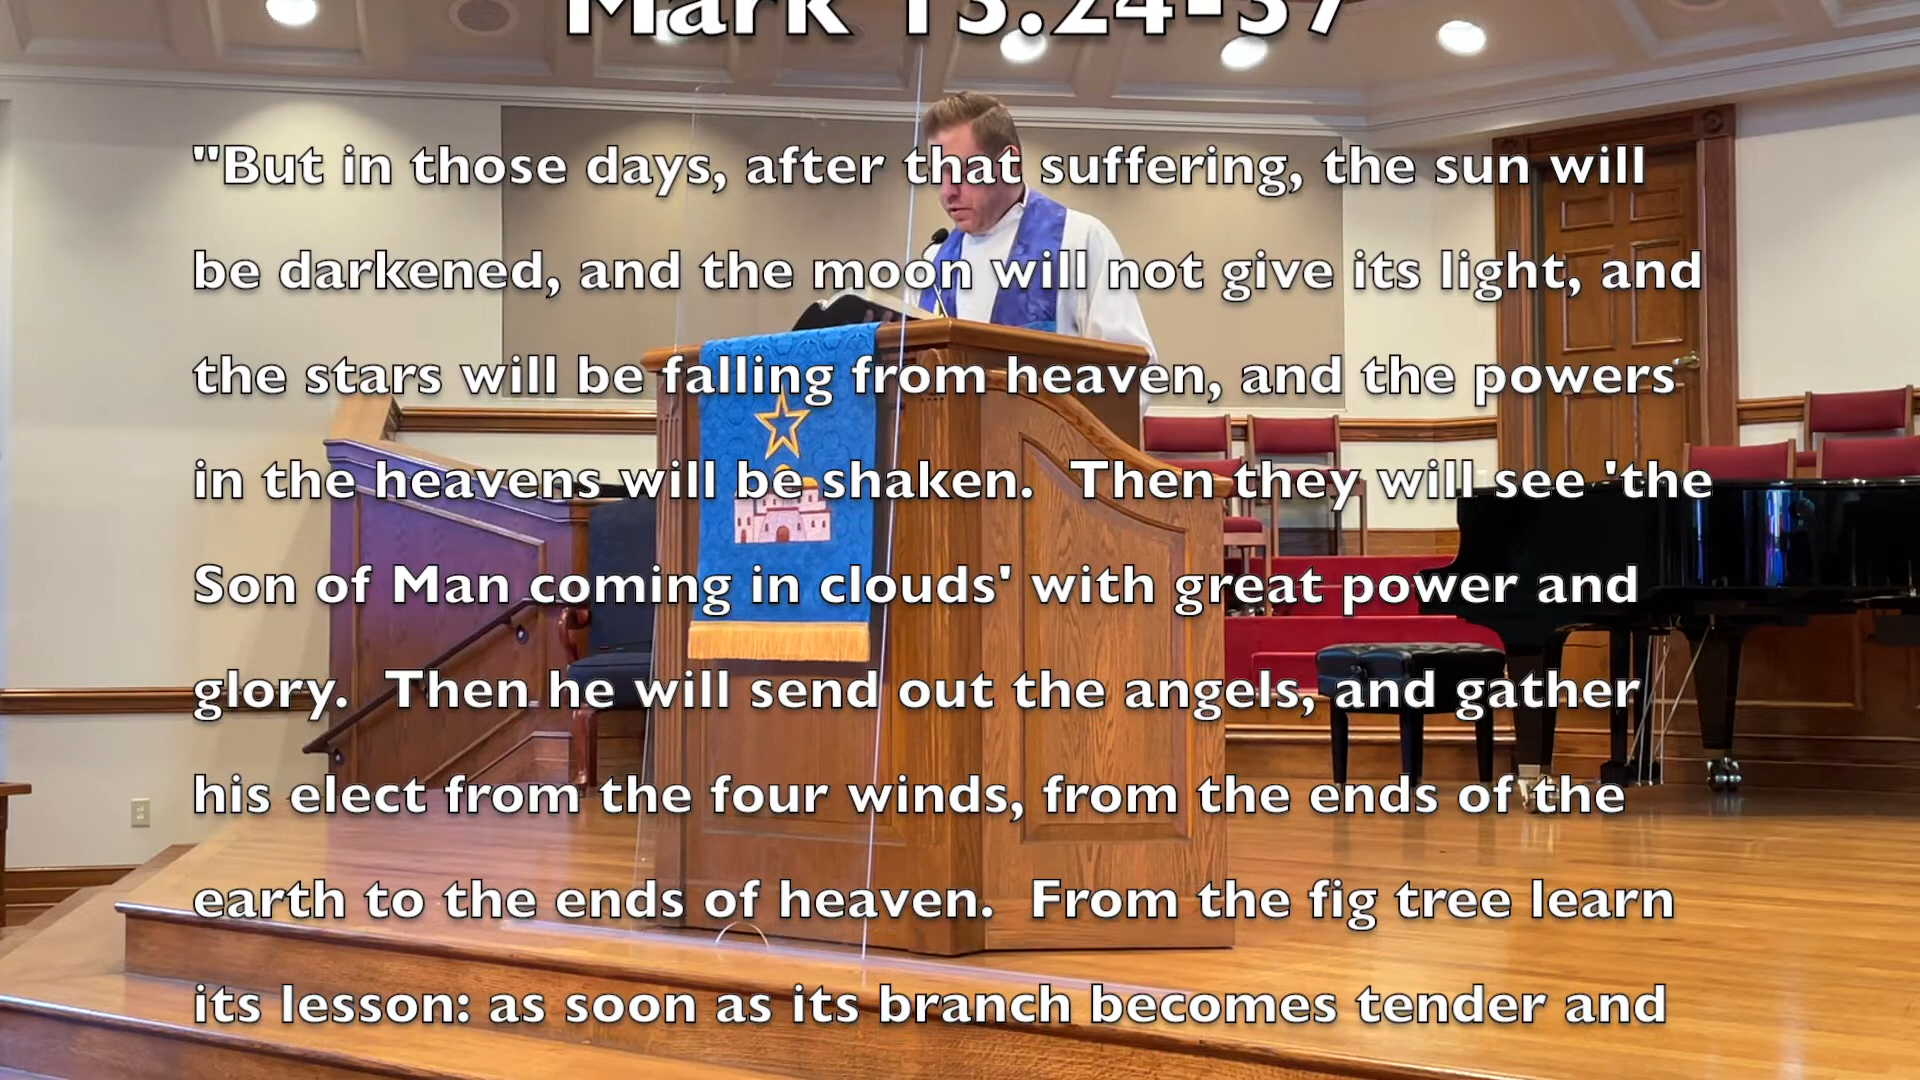 Mark 13:24-37
"But in those days, after that suffering, the sun will
be darkened, and the moon will not give its light, and
the stars will be falling from heaven, and the powers
in the heavens will be shaken.  Then they will see 'the
Son of Man coming in clouds' with great power and
glory.  Then he will send out the angels, and gather
his elect from the four winds, from the ends of the
earth to the ends of heaven.  From the fig tree learn
its lesson: as soon as its branch becomes tender and